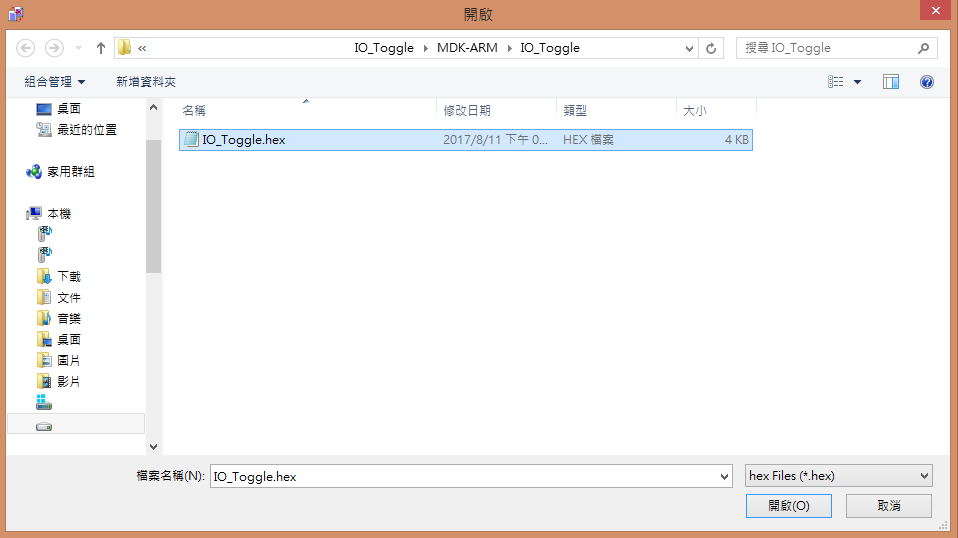 開啟
« IO_Toggle MDK-ARM IO_Toggle
搜尋 IO_Toggle
組合管理 新增資料夾
桌面
最近的位置
家用群組
本機
下載
文件
音樂
桌面
圖片
影片
名稱 修改日期 類型 大小
IO_Toggle.hex 2017/8/11 下午 0... HEX 檔案 4 KB
檔案名稱(N): IO_Toggle.hex hex Files (*.hex)
開啟(O) 取消